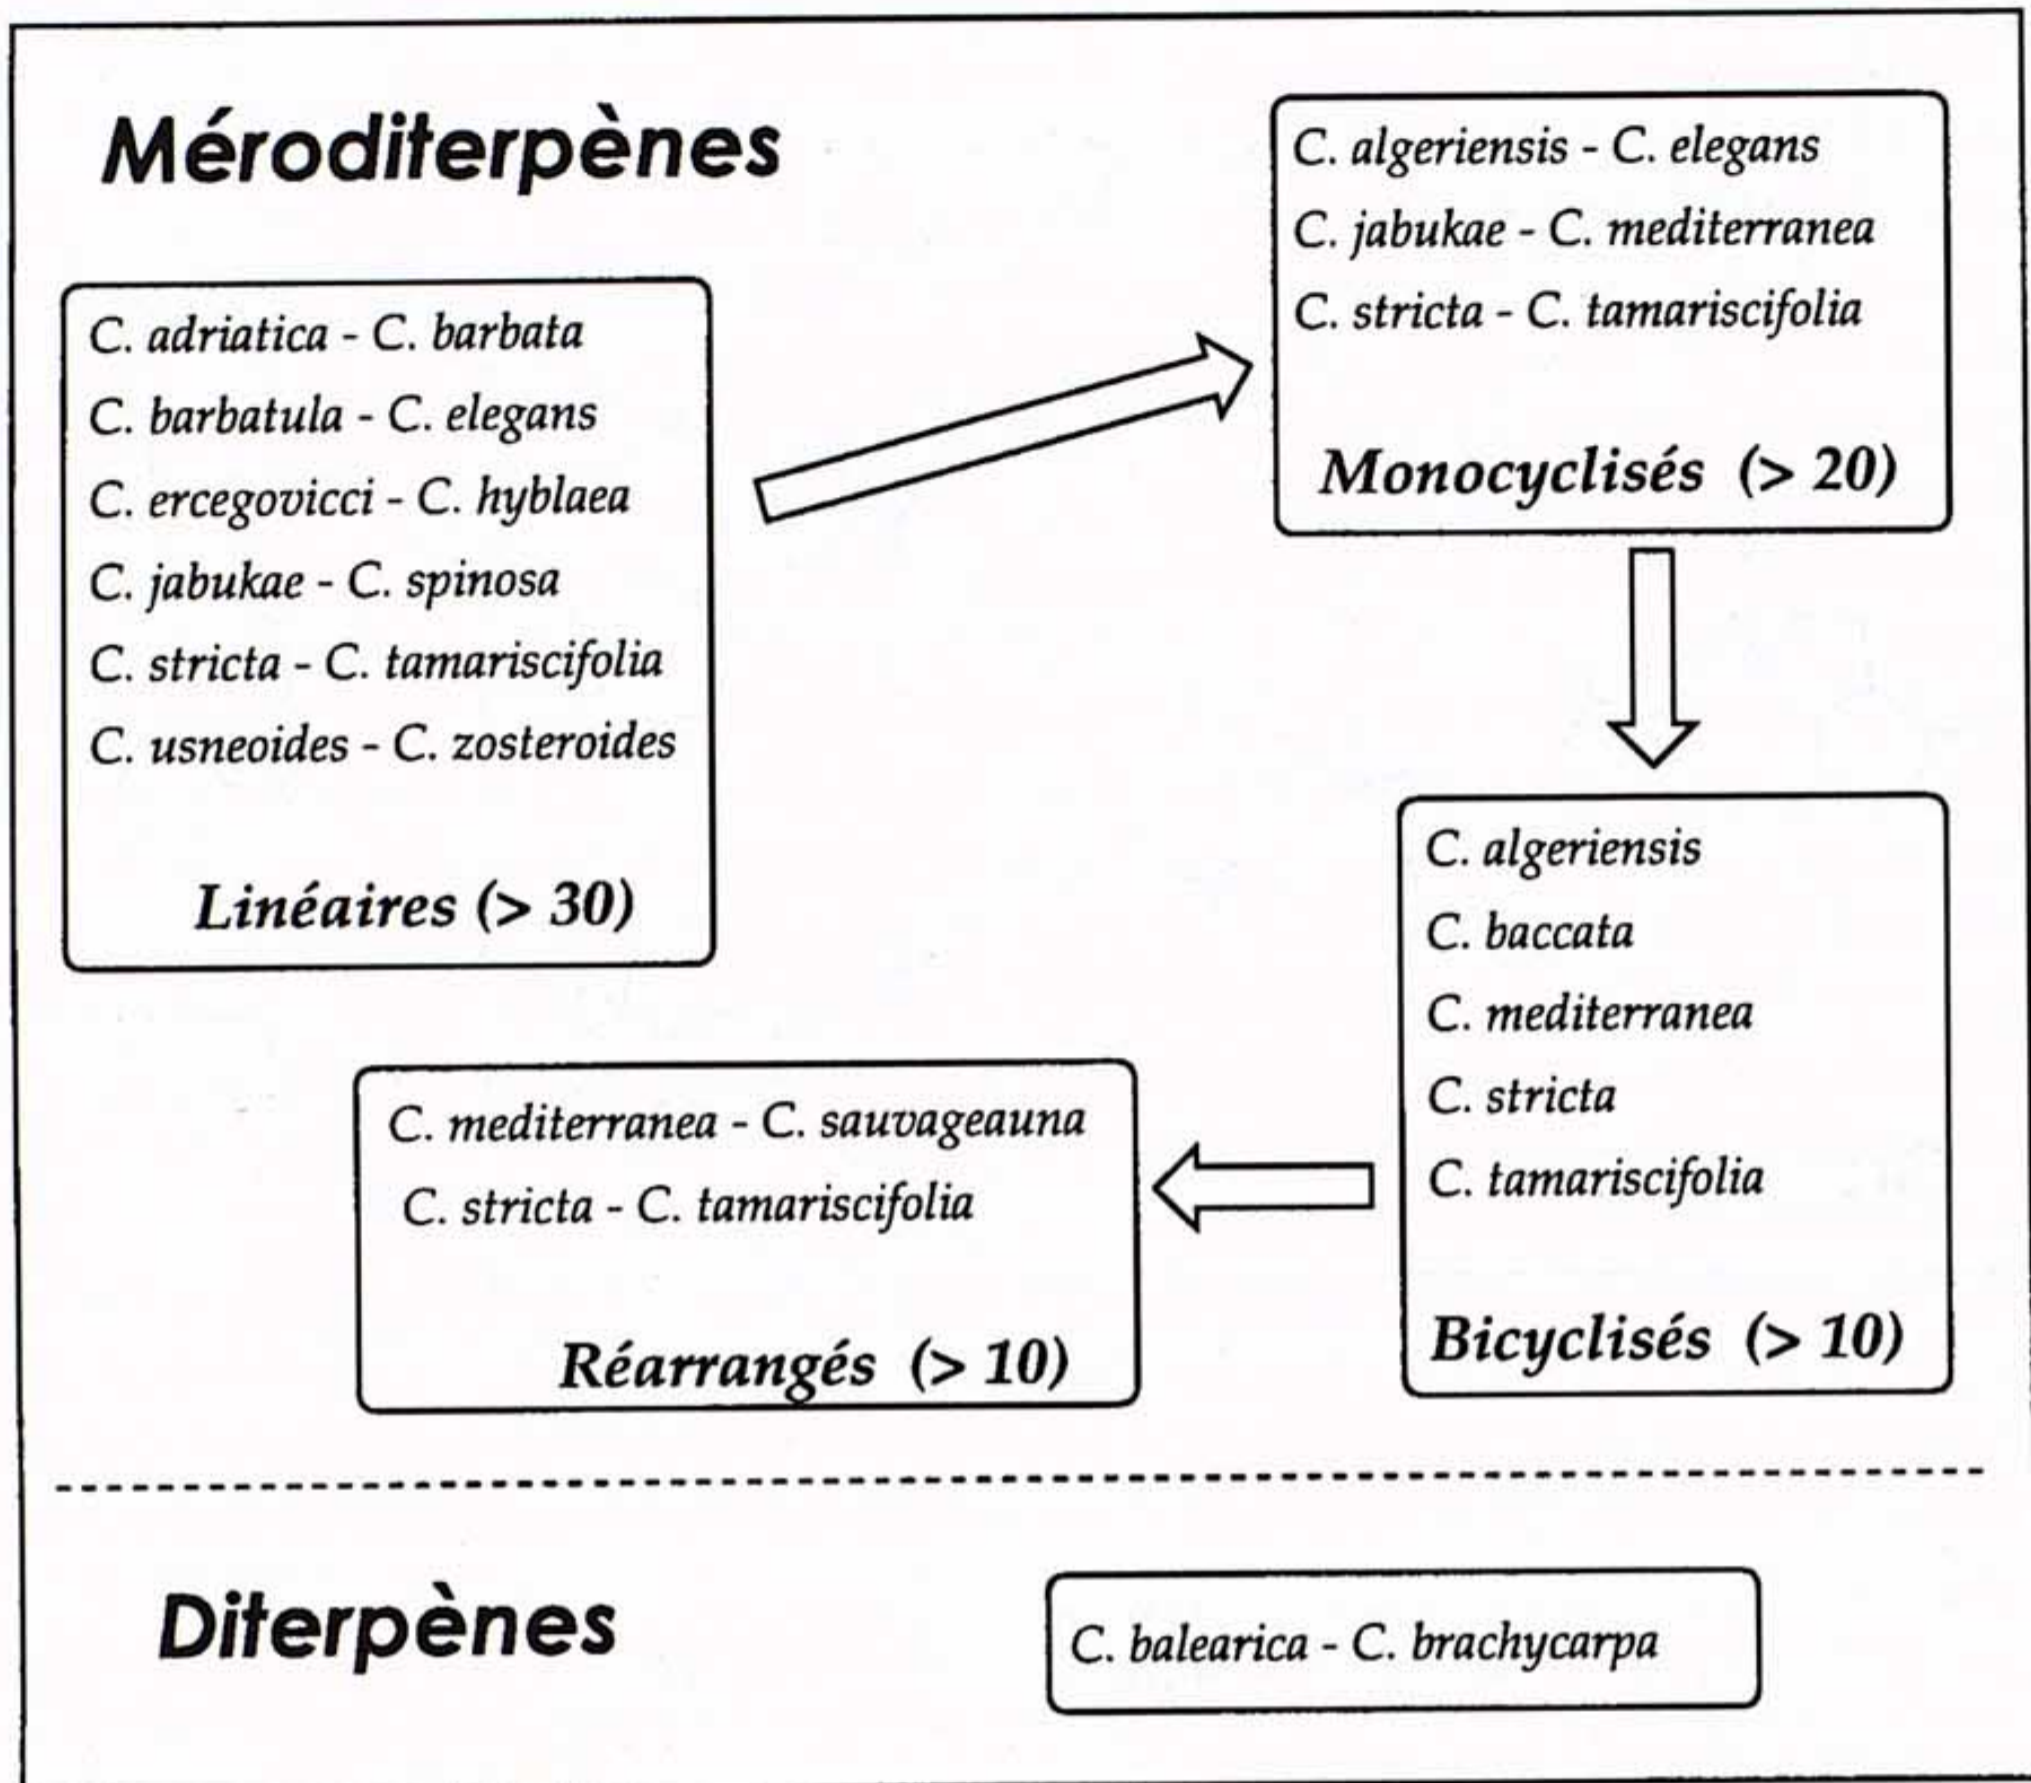 Méroditerpènes
C. adriatica - C. barbata
C. barbatula - C. elegans
C. ercegovicci - C. hyblaea
C. jabukae - C. spinosa
C. stricta - C. tamariscifolia
C. usneoides - C. zosteroides
Linéaires (> 30)
C. algeriensis - C. elegans
C. jabukae - C. mediterranea
C. stricta - C. tamariscifolia
Monocyclisés (> 20)
C. algeriensis
C. baccata
C. mediterranea
C. stricta
C. tamariscifolia
Bicyclisés (> 10)
C. mediterranea - C. sauvageauna
C. stricta - C. tamariscifolia
Réarrangés (> 10)
Diterpènes
C. balearica - C. brachycarpa